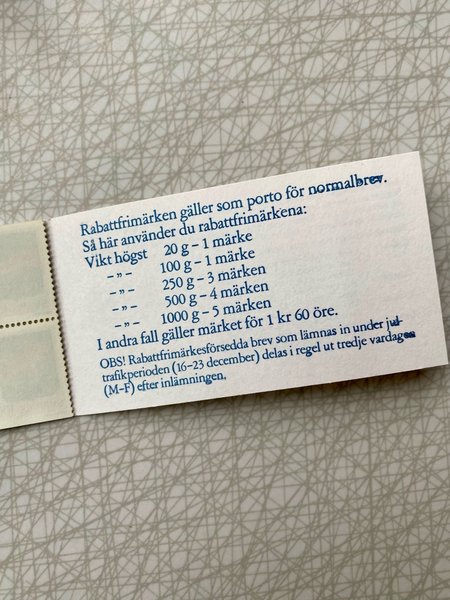 Rabattfrimärken gäller som porto för normalbrev.
Så här använder du rabattfrimärkena:
Vikt högst 20 g – 1 märke
– ” – 100 g – 1 märke
– ” – 250 g – 3 märken
– ” – 500 g – 4 märken
– ” – 1000 g – 5 märken
I andra fall gäller märket för 1 kr 60 öre.
OBS! Rabattfrimärkesförsedda brev som lämnas in under jul-
trafikperioden (16–23 december) delas i regel ut tredje vardagen
(M–F) efter inlämningen.